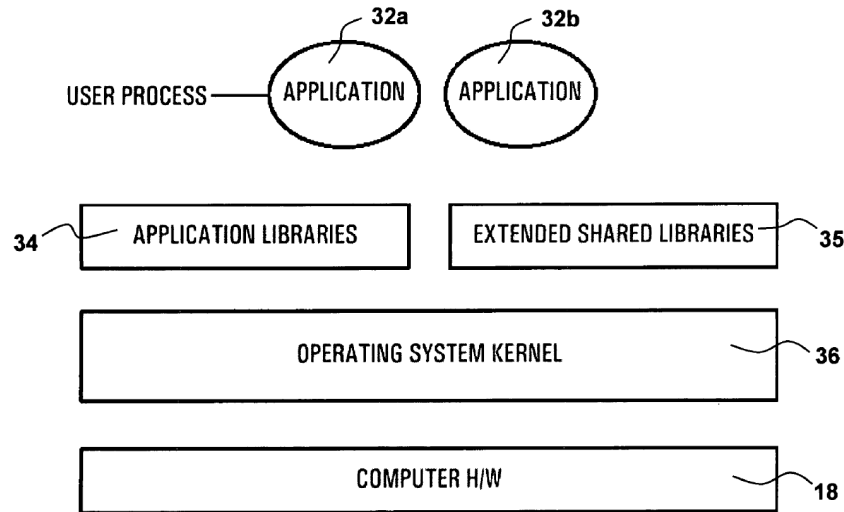 32a
32b
USER PROCESS
APPLICATION
APPLICATION
34
APPLICATION LIBRARIES
EXTENDED SHARED LIBRARIES
35
OPERATING SYSTEM KERNEL
36
COMPUTER H/W
18